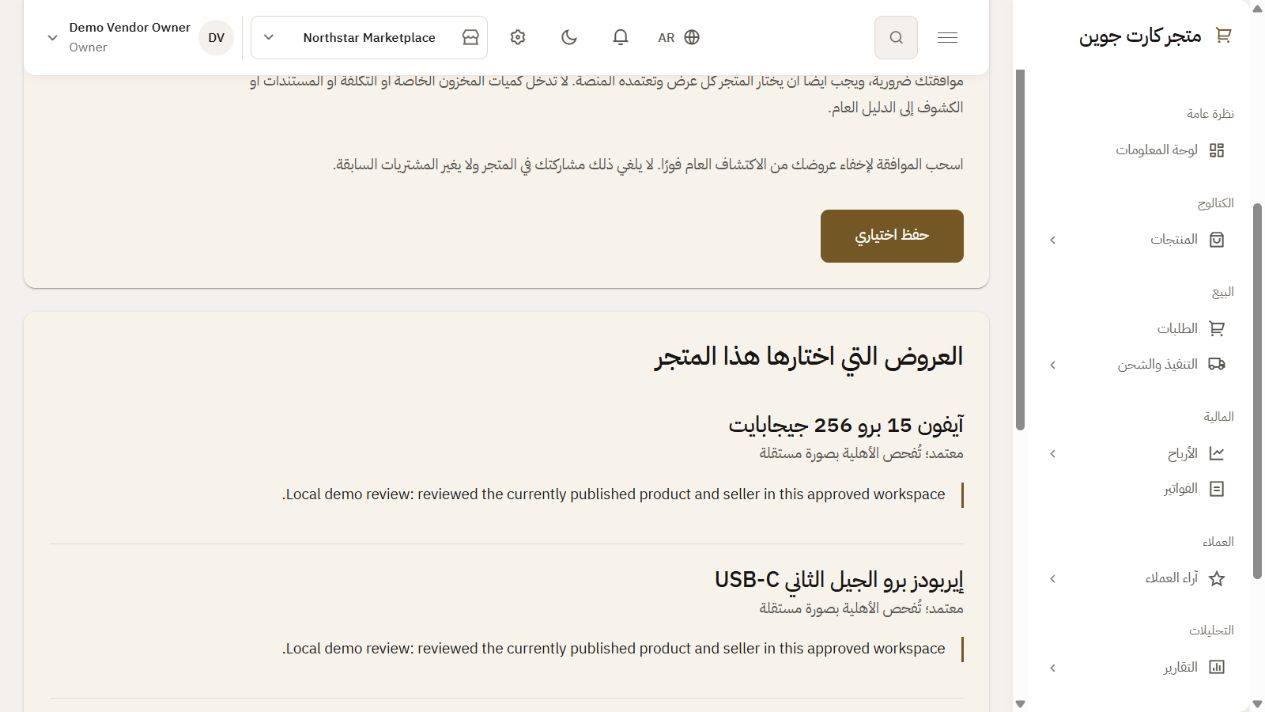 متجر كارت جوين
نظرة عامة
لوحة المعلومات
الكتالوج
المنتجات
البيع
الطلبات
التنفيذ والشحن
المالية
الأرباح
الفواتير
العملاء
آراء العملاء
التحليلات
التقارير
AR
Northstar Marketplace
DV
Demo Vendor Owner
Owner
موافقتك ضرورية، ويجب أيضًا أن يختار المتجر كل عرض وتعتمده المنصة. لا تدخل كميات المخزون الخاصة أو التكلفة أو المستندات أو
الكشوف إلى الدليل العام.
اسحب الموافقة لإخفاء عروضك من الاكتشاف العام فورًا. لا يلغي ذلك مشاركتك في المتجر ولا يغير المشتريات السابقة.
حفظ اختياري
العروض التي اختارها هذا المتجر
آيفون 15 برو 256 جيجابايت
معتمد؛ تُفحص الأهلية بصورة مستقلة
Local demo review: reviewed the currently published product and seller in this approved workspace.
إيربودز برو الجيل الثاني USB-C
معتمد؛ تُفحص الأهلية بصورة مستقلة
Local demo review: reviewed the currently published product and seller in this approved workspace.